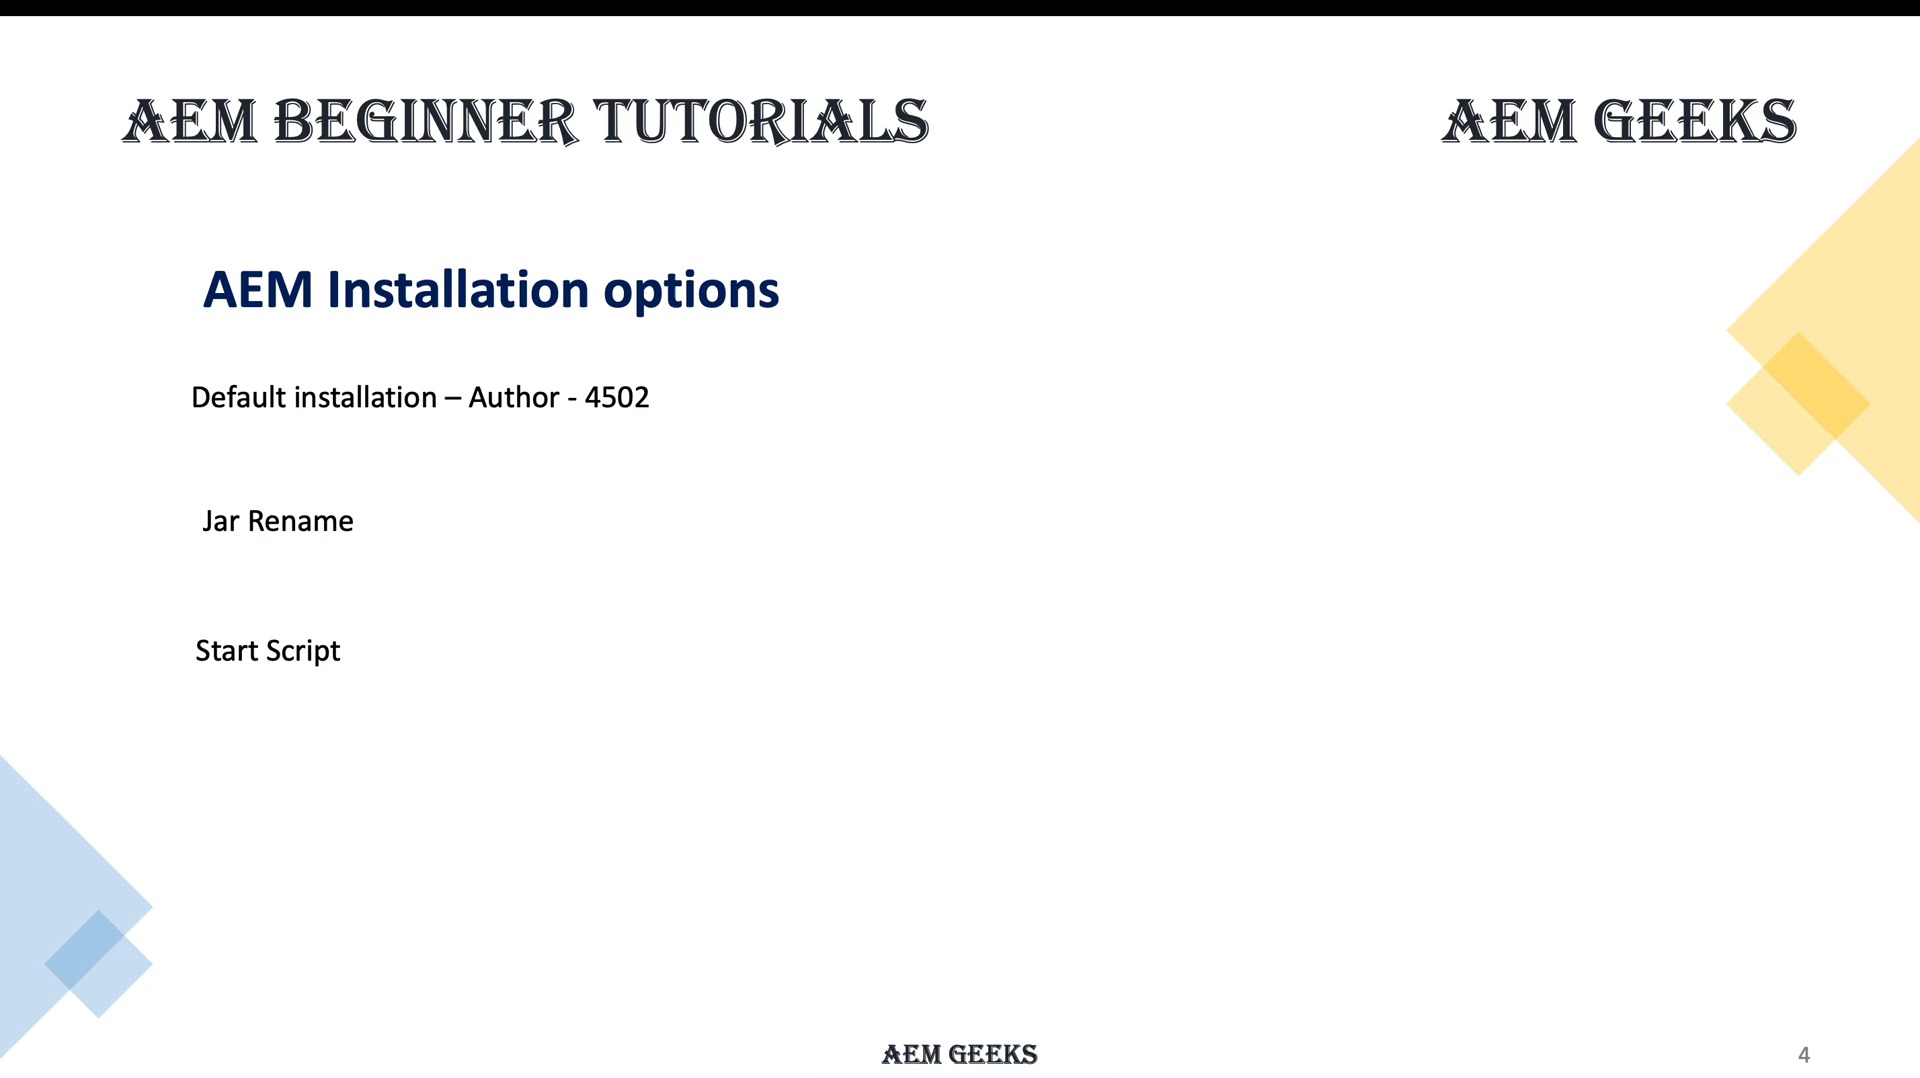 AEM BEGINNER TUTORIALS
AEM GEEKS
AEM Installation options
Default installation – Author - 4502
Jar Rename
Start Script
AEM GEEKS
4